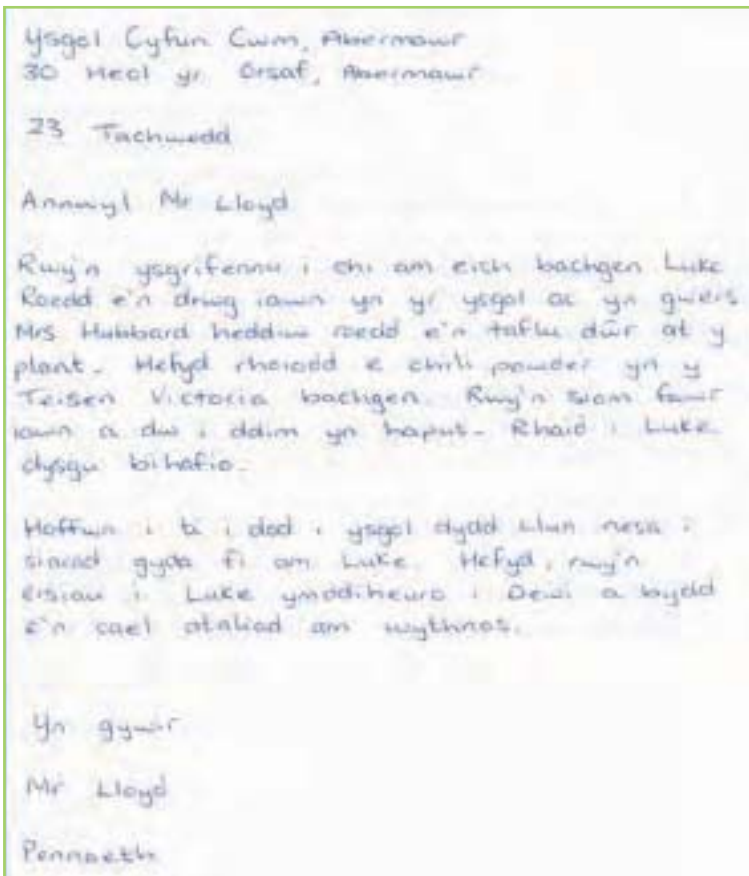 Ysgol Cyfun Cwm, Abermawr
30 Heol yr Orsaf, Abermawr
23 Tachwedd
Annwyl Mr Lloyd
Rwy'n ysgrifennu i chi am eich bachgen Luke
Roedd e'n drwg iawn yn yr ysgol ac yn gwers
Mrs Hubbard heddiw roedd e'n taflu dŵr at y
plant. Hefyd rhoiodd e chili powder yn y
Teisen Victoria bachgen. Rwy'n siom fawr
iawn a dw i ddim yn hapus. Rhaid i Luke
dysgu bihafio.
Hoffwn i ti i dod i ysgol dydd Llun nesa i
siarad gyda fi am Luke. Hefyd, rwy'n
eisiau i Luke ymddiheuro i Dewi a bydd
e'n cael ataliad am wythnos.
Yn gywir
Mr Lloyd
Pennaeth